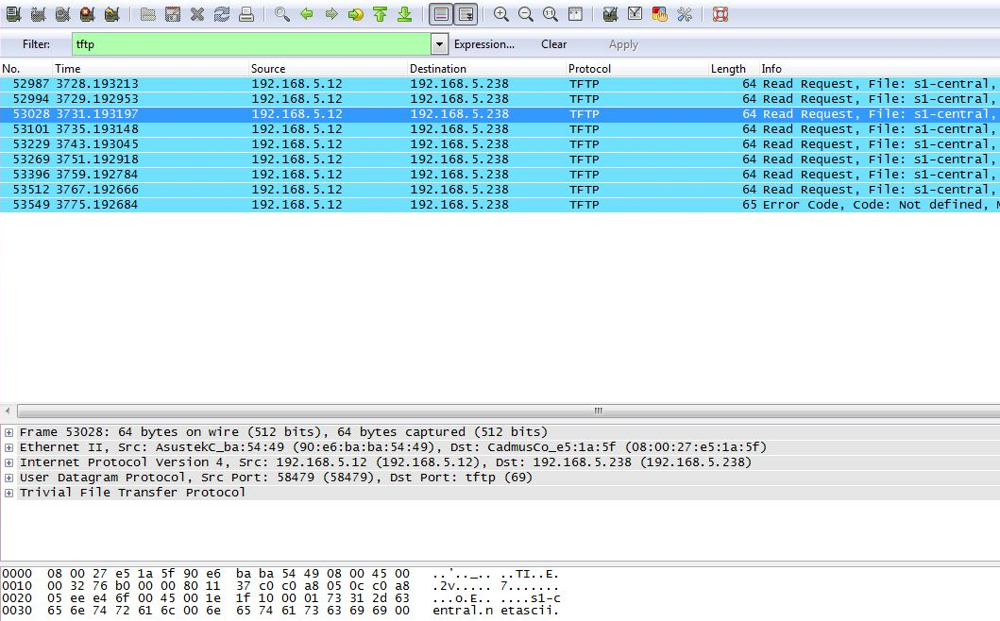 Filter: tftp Expression... Clear Apply
No. Time Source Destination Protocol Length Info
52987 3728.193213 192.168.5.12 192.168.5.238 TFTP 64 Read Request, File: s1-central,
52994 3729.192953 192.168.5.12 192.168.5.238 TFTP 64 Read Request, File: s1-central,
53028 3731.193197 192.168.5.12 192.168.5.238 TFTP 64 Read Request, File: s1-central,
53101 3735.193148 192.168.5.12 192.168.5.238 TFTP 64 Read Request, File: s1-central,
53229 3743.193045 192.168.5.12 192.168.5.238 TFTP 64 Read Request, File: s1-central,
53269 3751.192918 192.168.5.12 192.168.5.238 TFTP 64 Read Request, File: s1-central,
53396 3759.192784 192.168.5.12 192.168.5.238 TFTP 64 Read Request, File: s1-central,
53512 3767.192666 192.168.5.12 192.168.5.238 TFTP 64 Read Request, File: s1-central,
53549 3775.192684 192.168.5.12 192.168.5.238 TFTP 65 Error Code, Code: Not defined, M
Frame 53028: 64 bytes on wire (512 bits), 64 bytes captured (512 bits)
Ethernet II, Src: AsustekC_ba:54:49 (90:e6:ba:ba:54:49), Dst: CadmusCo_e5:1a:5f (08:00:27:e5:1a:5f)
Internet Protocol Version 4, Src: 192.168.5.12 (192.168.5.12), Dst: 192.168.5.238 (192.168.5.238)
User Datagram Protocol, Src Port: 58479 (58479), Dst Port: tftp (69)
Trivial File Transfer Protocol
0000 08 00 27 e5 1a 5f 90 e6 ba ba 54 49 08 00 45 00 ..'.._.. ..TI..E.
0010 00 32 76 b0 00 00 80 11 37 c0 c0 a8 05 0c c0 a8 .2v..... 7.......
0020 05 ee e4 6f 00 45 00 1e 1f 10 00 01 73 31 2d 63 ...o.E.. ....s1-c
0030 65 6e 74 72 61 6c 00 6e 65 74 61 73 63 69 69 00 entral.n etascii.